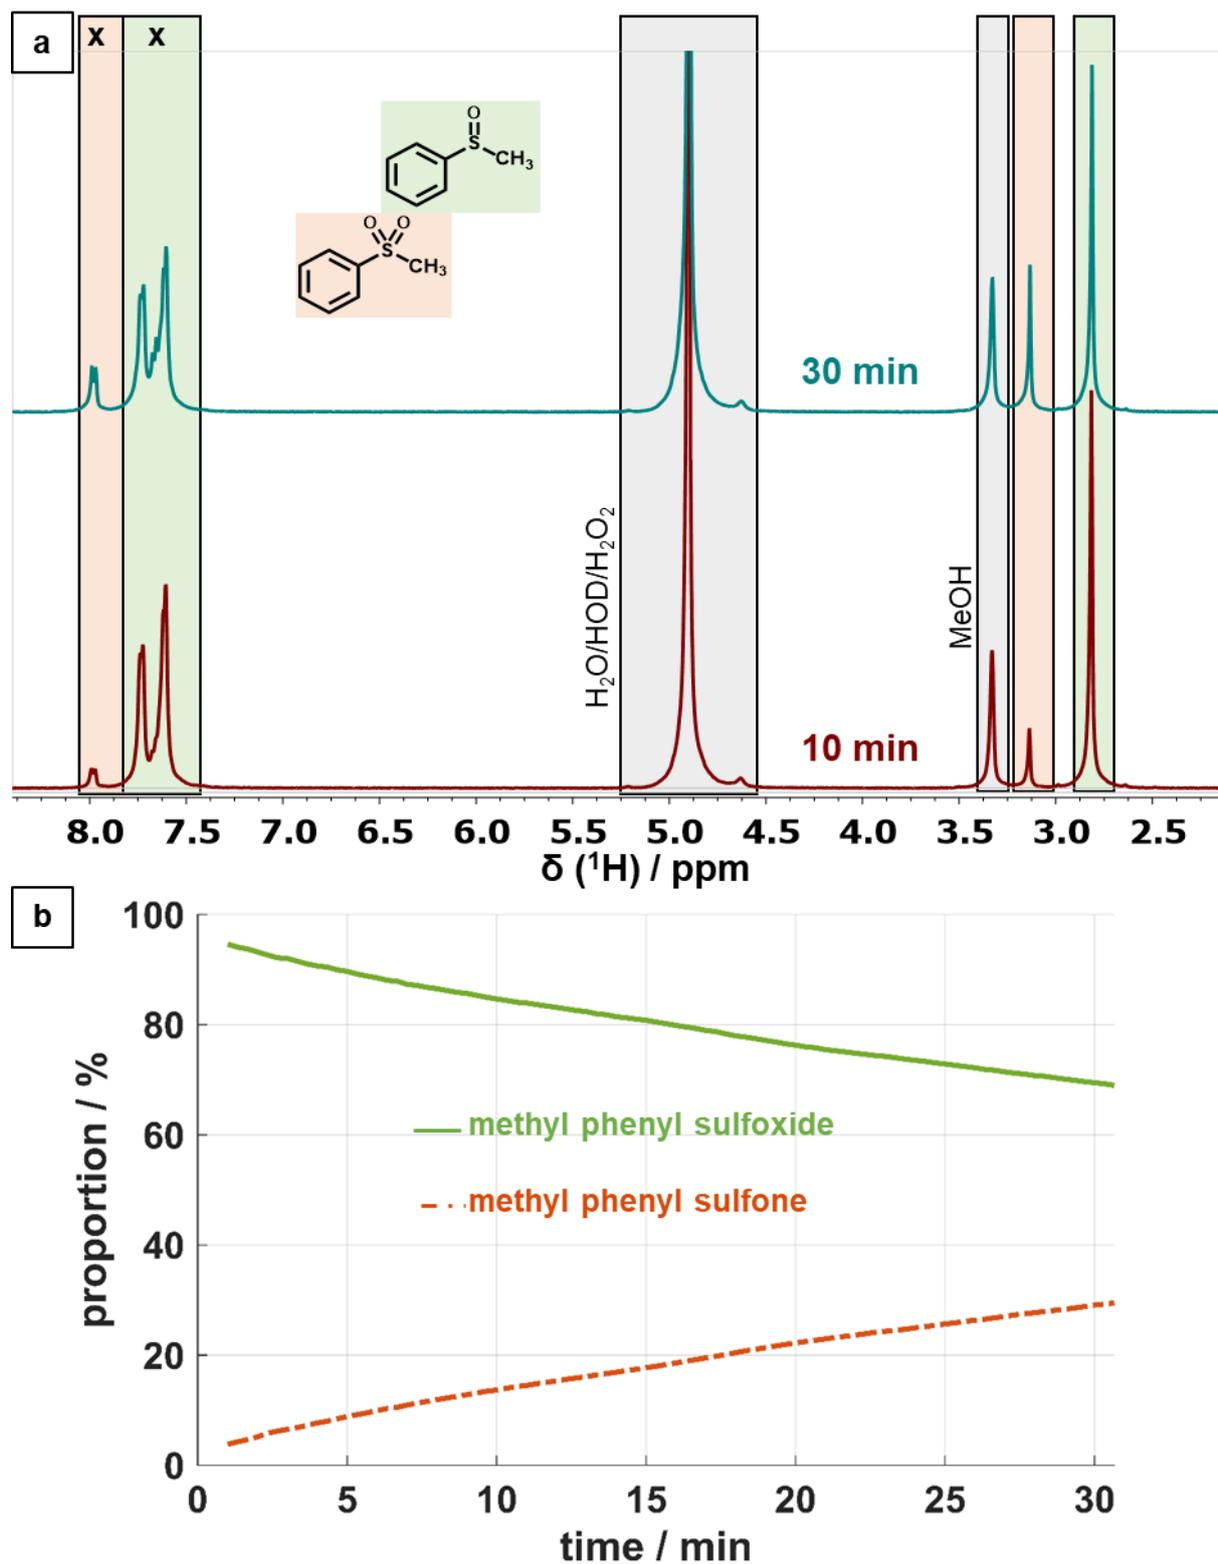 a
x x
O
S
CH₃
O O
S
CH₃
30 min
H₂O/HOD/H₂O₂
MeOH
10 min
8.0 7.5 7.0 6.5 6.0 5.5 5.0 4.5 4.0 3.5 3.0 2.5
δ (¹H) / ppm
b
proportion / %
100
80
60
40
20
0
methyl phenyl sulfoxide
methyl phenyl sulfone
0 5 10 15 20 25 30
time / min